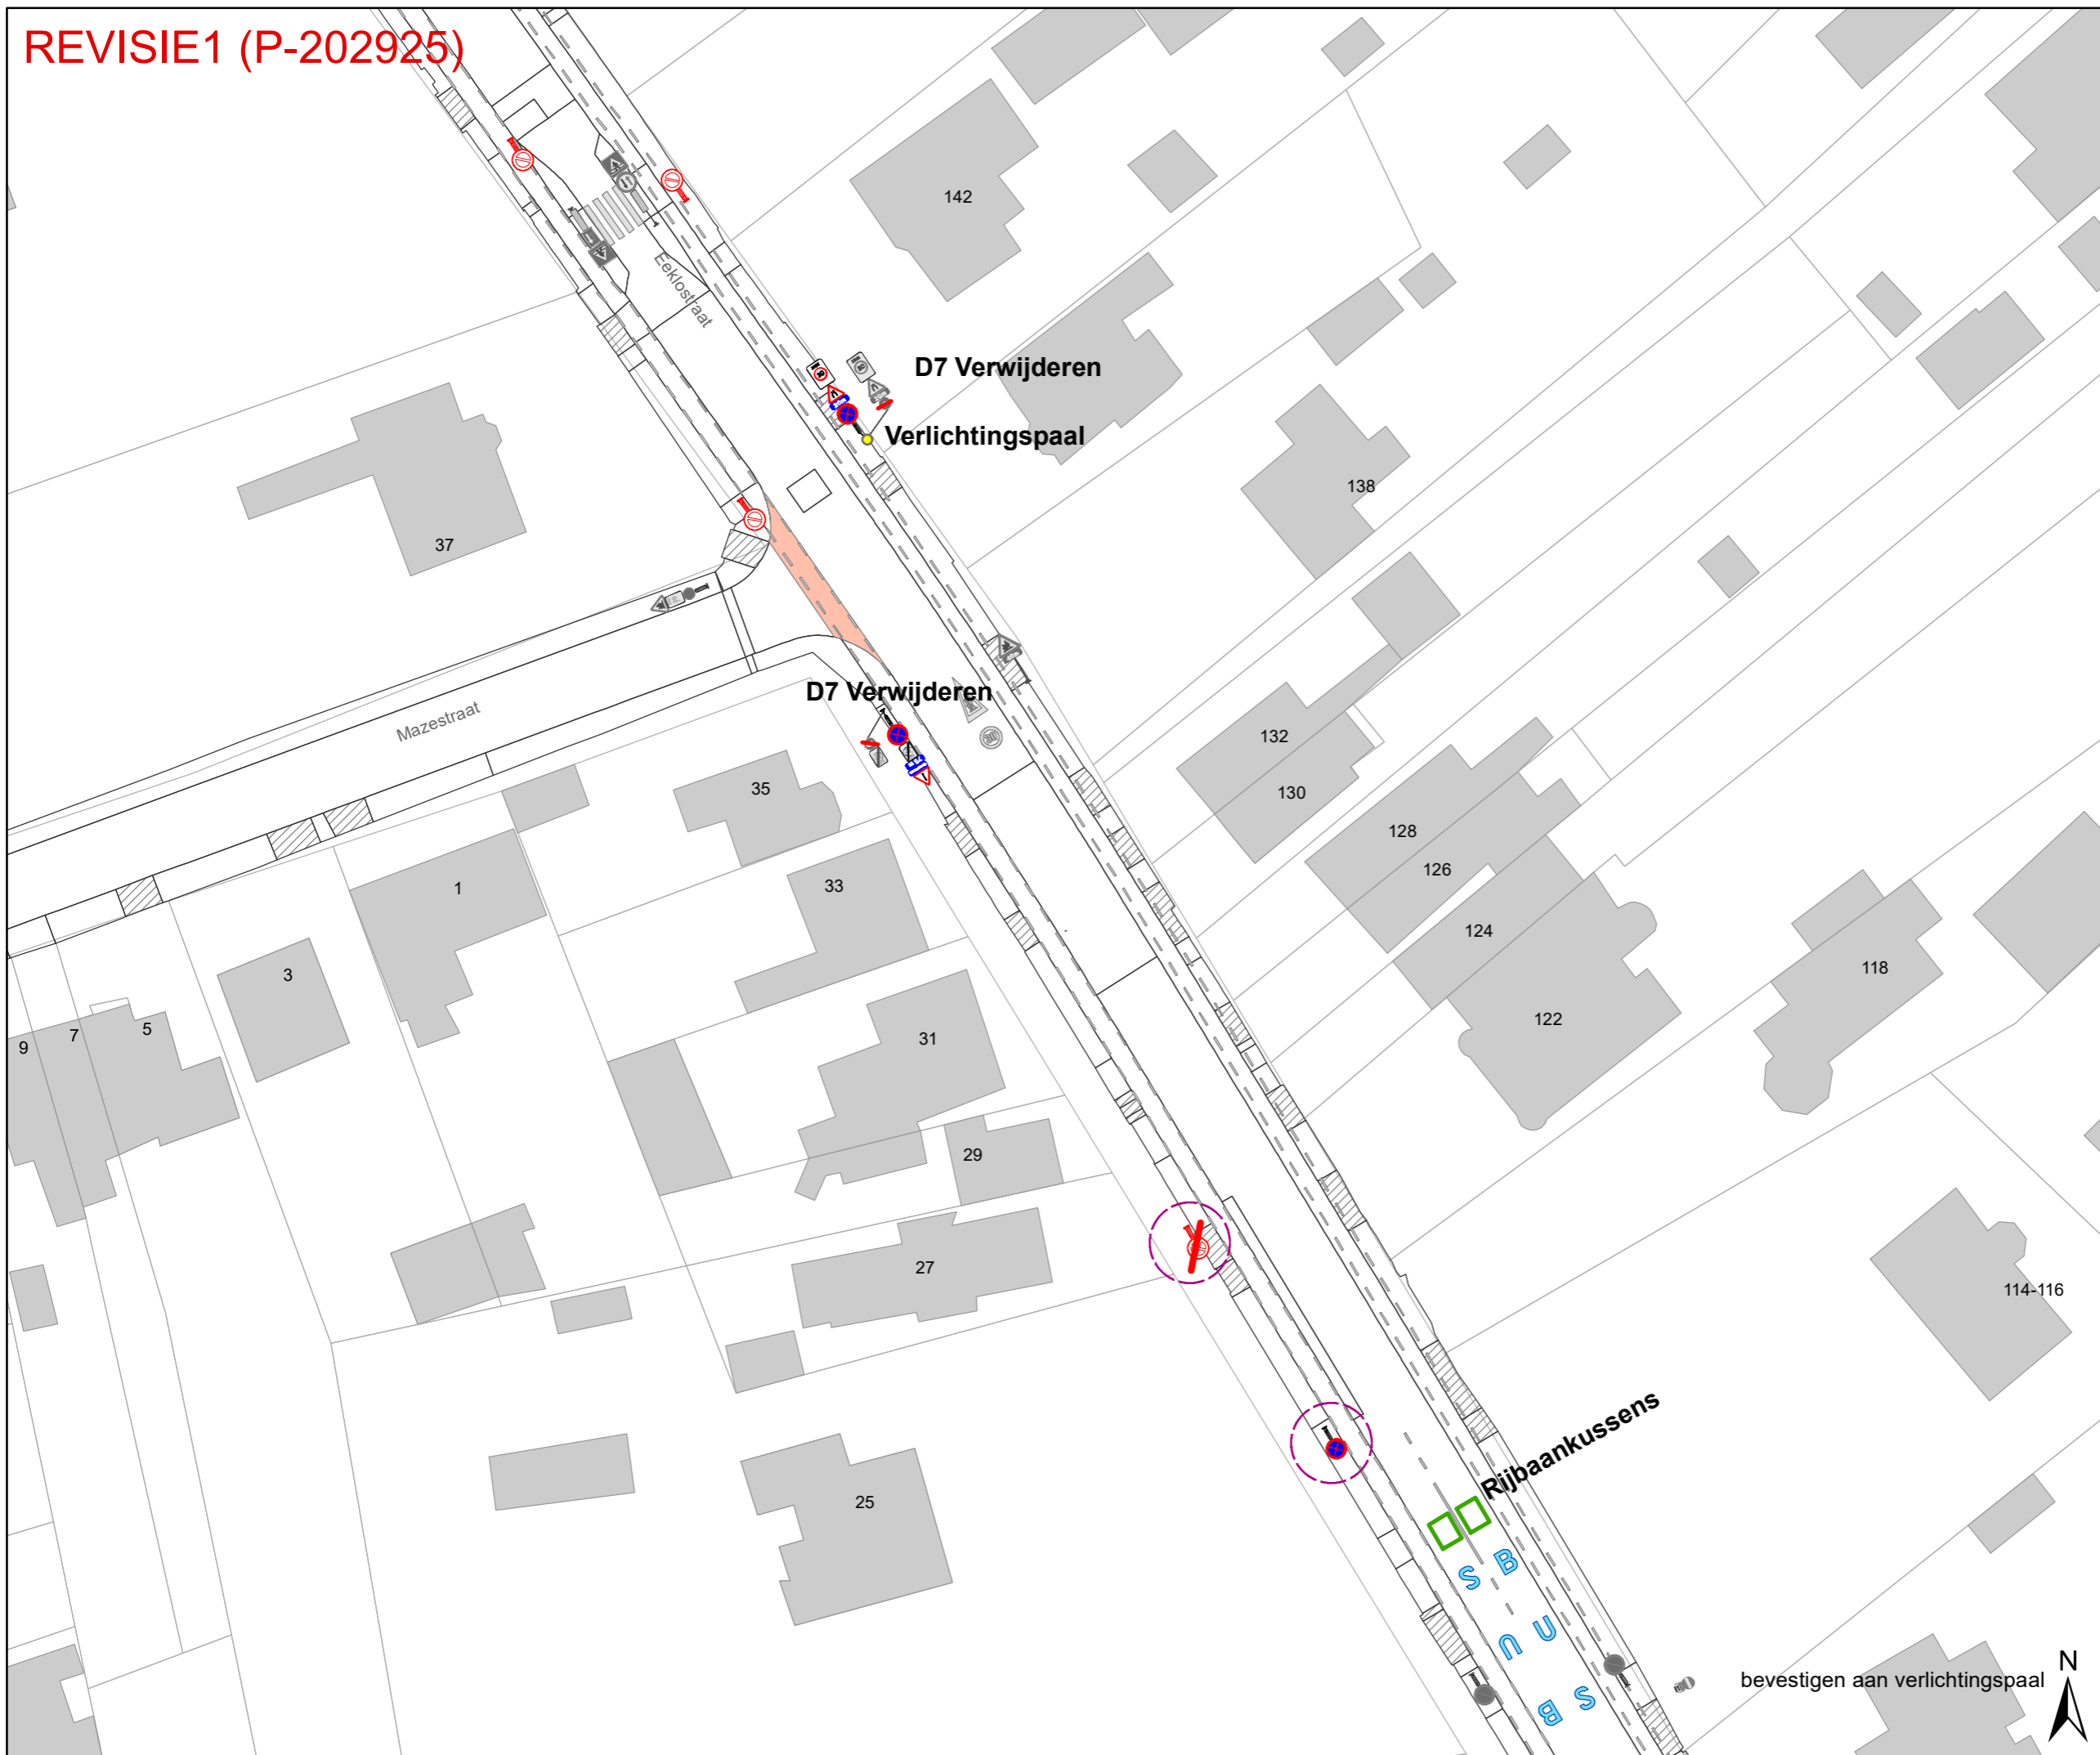 REVISIE1 (P-202925)
142
Eeklostraat
D7 Verwijderen
Verlichtingspaal
138
37
D7 Verwijderen
Mazestraat
132
130
35
128
126
33
1
124
118
3
122
31
5
7
9
29
27
114-116
Rijbaankussens
25
BUS
BUS
bevestigen aan verlichtingspaal
N